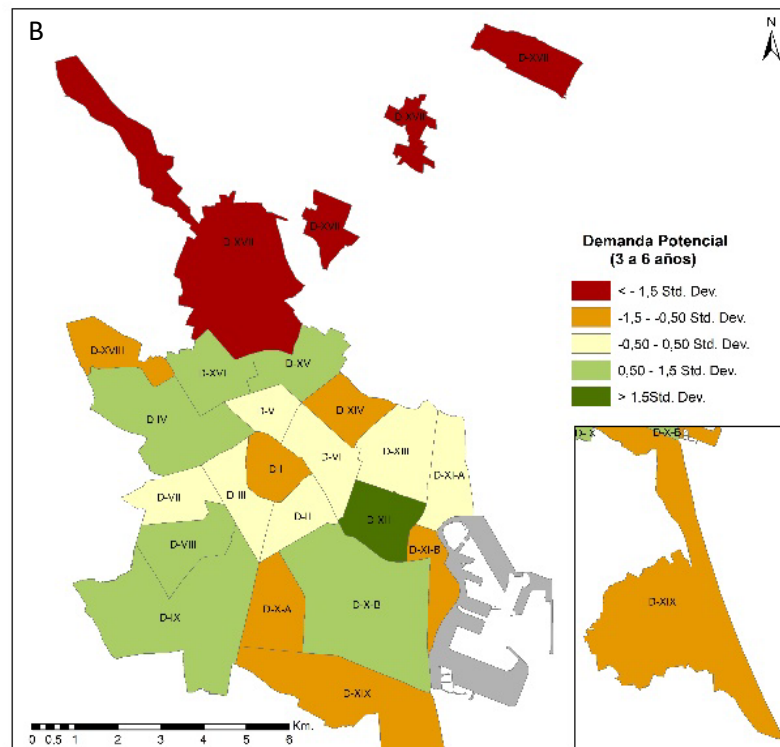 B
N
D-XVII
D-XVII
D-XVII
D-XVII
Demanda Potencial
(3 a 6 años)
< - 1,5 Std. Dev.
-1,5 - -0,50 Std. Dev.
-0,50 - 0,50 Std. Dev.
0,50 - 1,5 Std. Dev.
> 1.5Std. Dev.
D-XVIII
D-XVI
D-XV
D-IV
D-V
D-XIV
D-VI
D-XIII
D-XI-A
D-I
D-VII
D-III
D-II
D-XII
D-VIII
D-XI-B
D-IX
D-X-A
D-X-B
D-XIX
D-IX
D-X-B
D-XIX
Km.
0 0,5 1 2 3 4 5 6